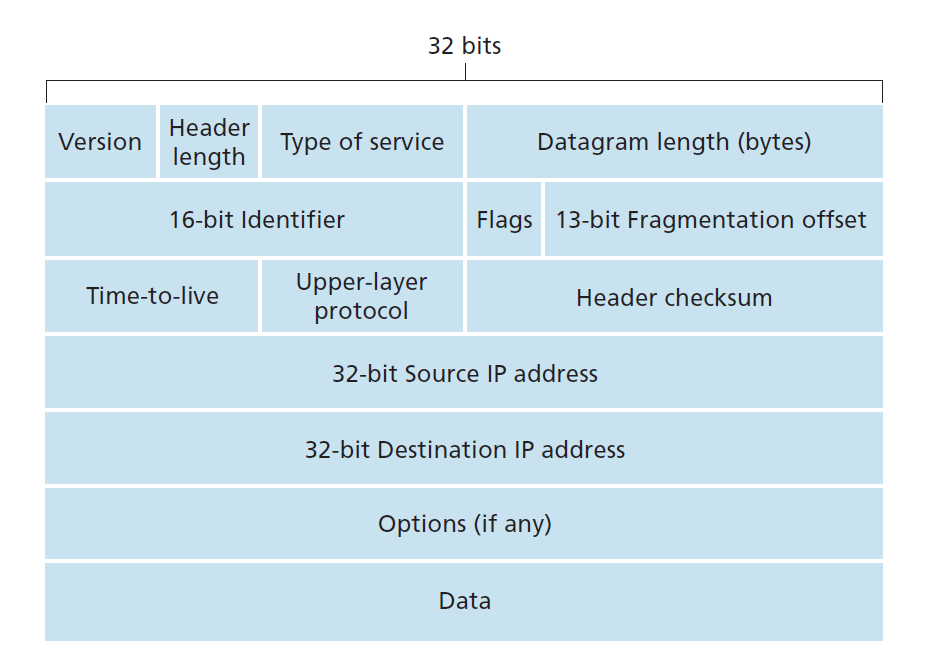 32 bits
Version
Header
length
Type of service
Datagram length (bytes)
16-bit Identifier
Flags
13-bit Fragmentation offset
Time-to-live
Upper-layer
protocol
Header checksum
32-bit Source IP address
32-bit Destination IP address
Options (if any)
Data